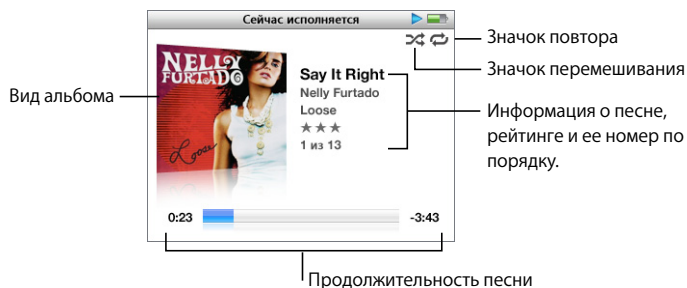 Сейчас исполняется
Значок повтора
Значок перемешивания
Вид альбома
NELLY
FURTADO
Loose
Say It Right
Nelly Furtado
Loose
★★★
1 из 13
Информация о песне,
рейтинге и ее номер по
порядку.
0:23
-3:43
Продолжительность песни